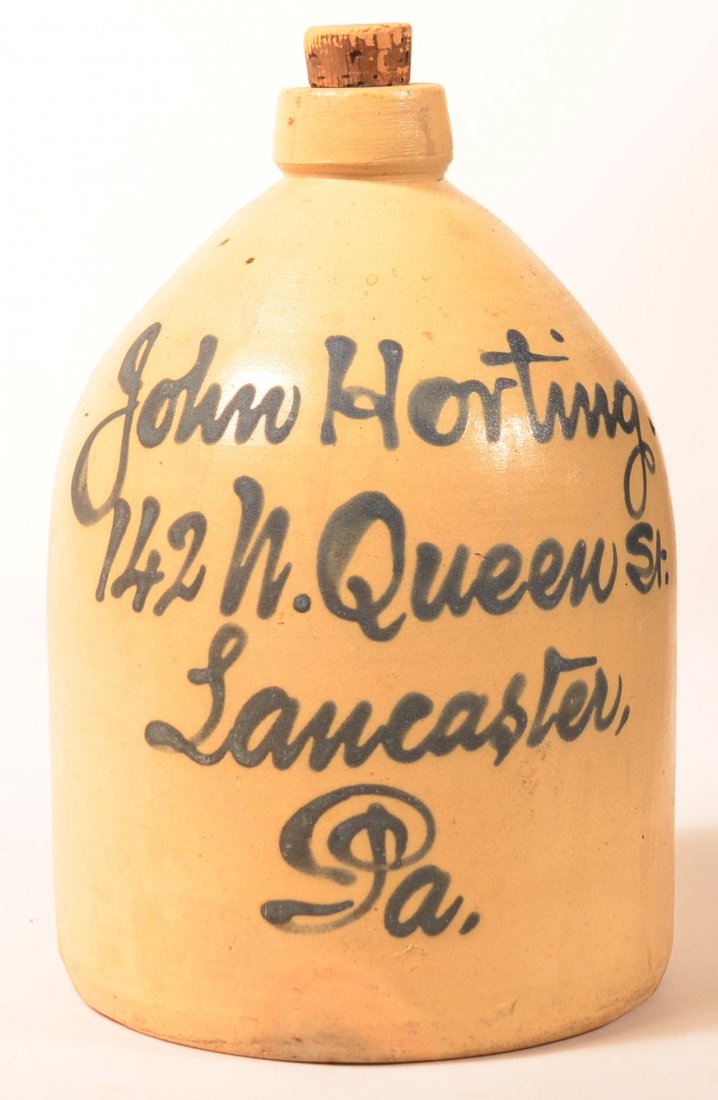 John Horting.
142 N. Queen St.
Lancaster,
Pa.